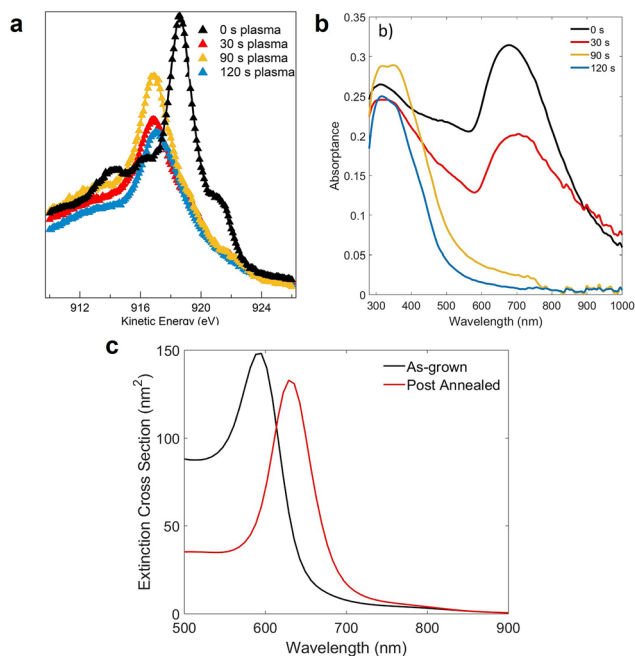 a
0 s plasma
30 s plasma
90 s plasma
120 s plasma
912
916
920
924
Kinetic Energy (eV)
b
b)
0 s
30 s
90 s
120 s
0.35
0.3
0.25
0.2
0.15
0.1
0.05
0
Absorptance
300
400
500
600
700
800
900
1000
Wavelength (nm)
c
As-grown
Post Annealed
150
100
50
0
Extinction Cross Section (nm²)
500
600
700
800
900
Wavelength (nm)